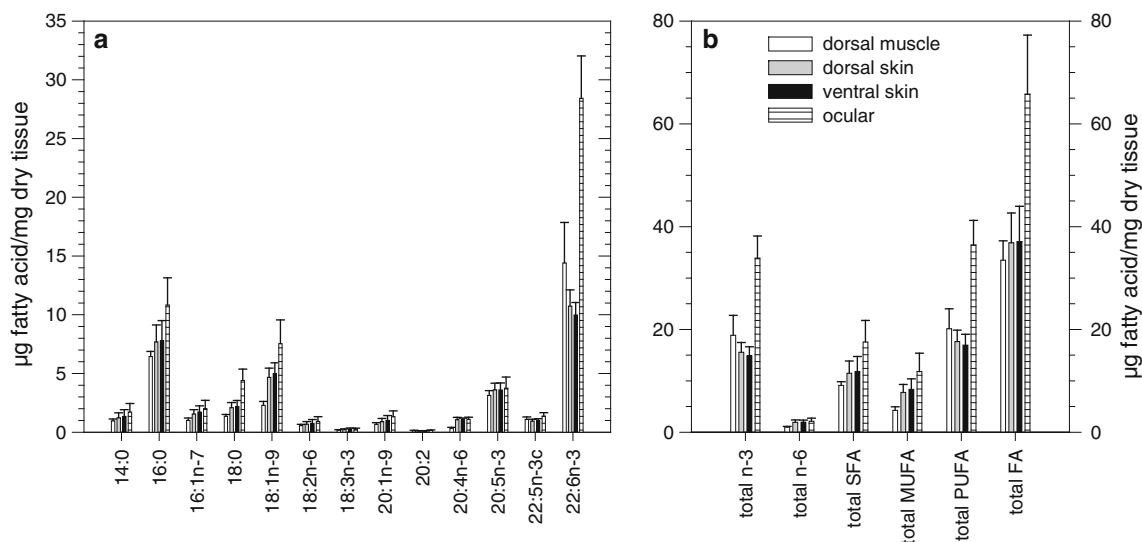 a
35
30
25
20
15
10
5
0
µg fatty acid/mg dry tissue
14:0
16:0
16:1n-7
18:0
18:1n-9
18:2n-6
18:3n-3
20:1n-9
20:2
20:4n-6
20:5n-3
22:5n-3c
22:6n-3
b
dorsal muscle
dorsal skin
ventral skin
ocular
80
60
40
20
0
total n-3
total n-6
total SFA
total MUFA
total PUFA
total FA
80
60
40
20
0
µg fatty acid/mg dry tissue